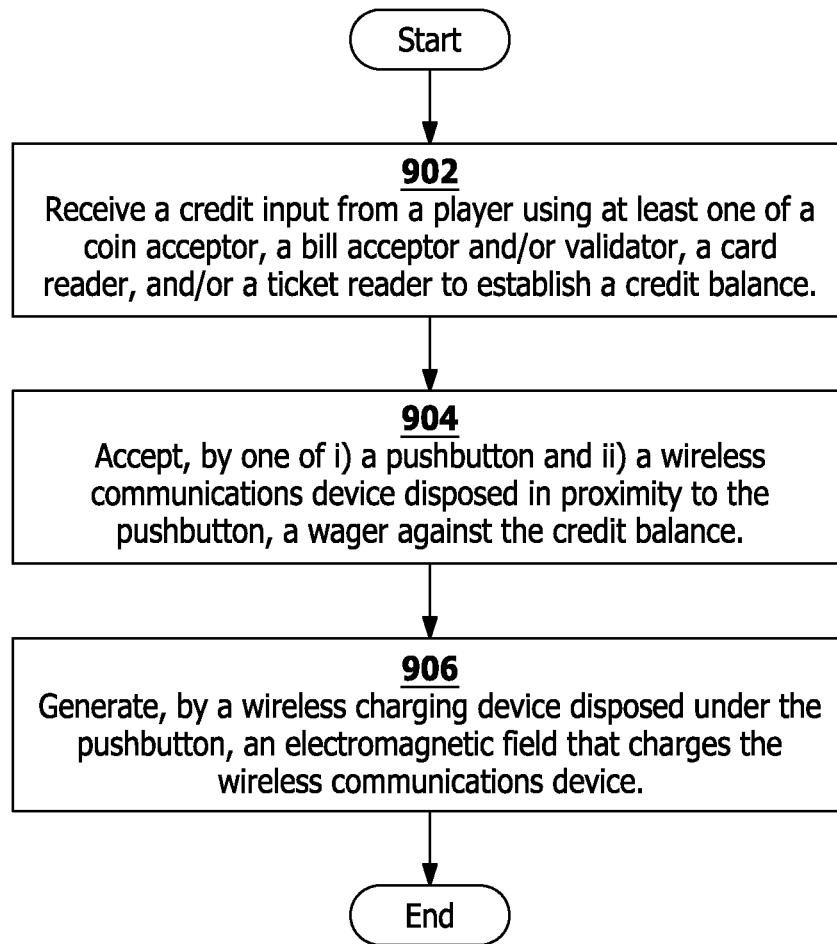 Start
902
Receive a credit input from a player using at least one of a
coin acceptor, a bill acceptor and/or validator, a card
reader, and/or a ticket reader to establish a credit balance.
904
Accept, by one of i) a pushbutton and ii) a wireless
communications device disposed in proximity to the
pushbutton, a wager against the credit balance.
906
Generate, by a wireless charging device disposed under the
pushbutton, an electromagnetic field that charges the
wireless communications device.
End